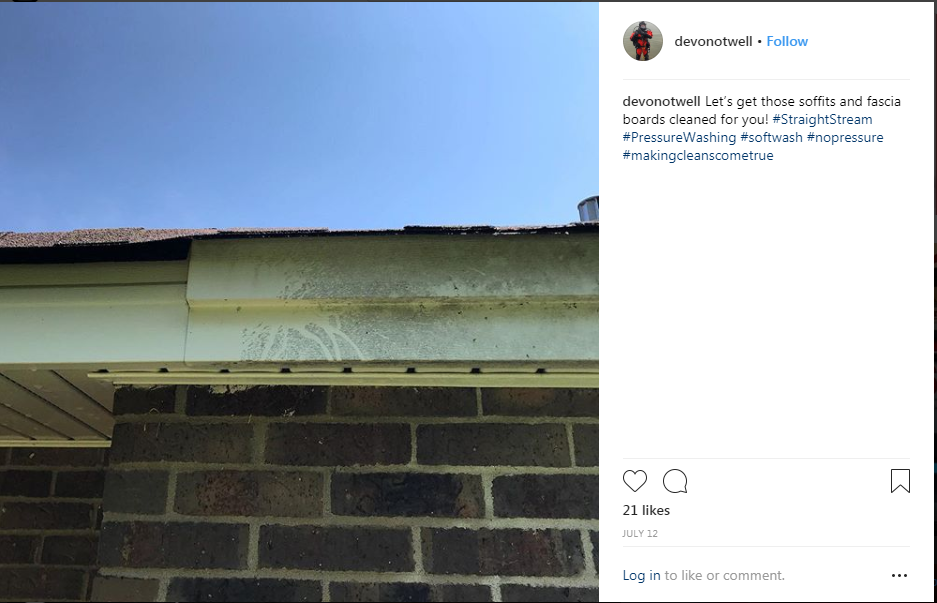 devonotwell • Follow
devonotwell Let's get those soffits and fascia
boards cleaned for you! #StraightStream
#PressureWashing #softwash #nopressure
#makingcleanscometrue
21 likes
JULY 12
Log in to like or comment.